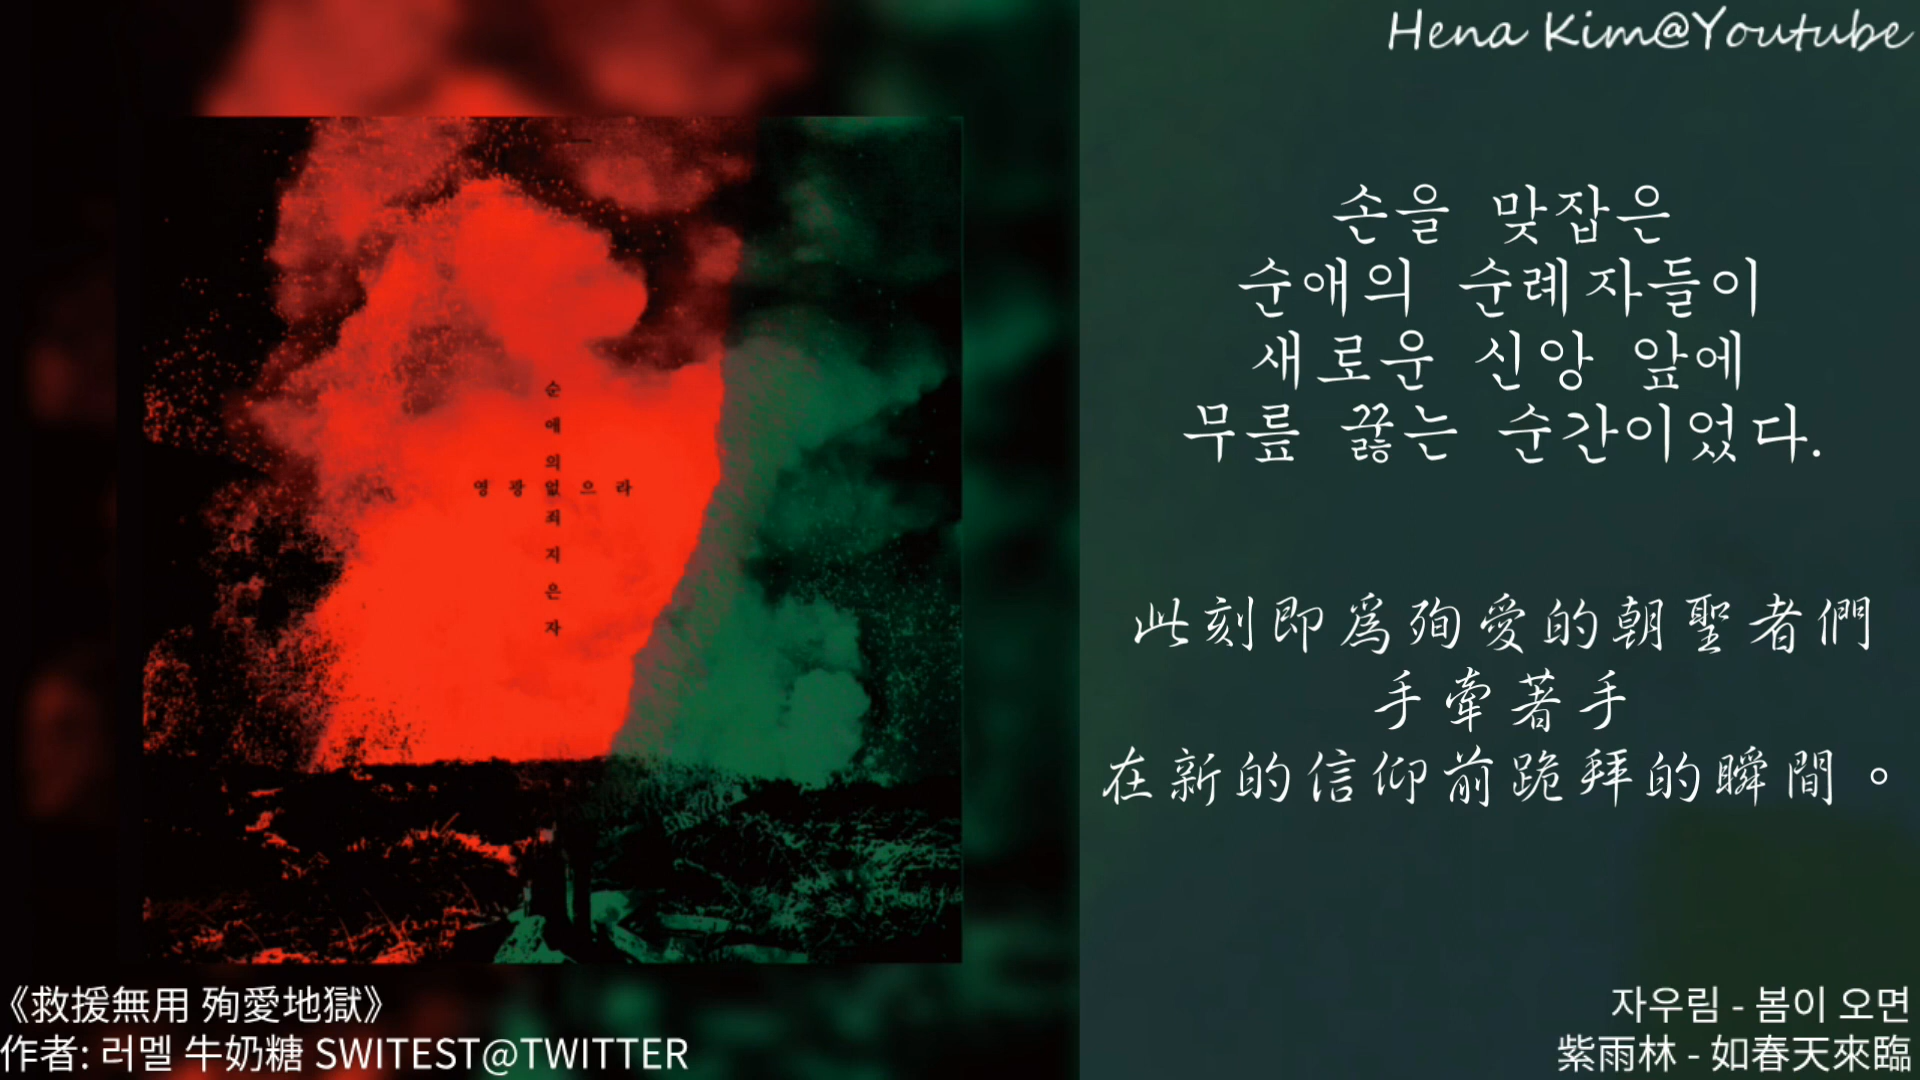 Hena Kim@Youtube
순애의 죄지은자
영광없으라
손을 맞잡은
순애의 순례자들이
새로운 신앙 앞에
무릎 꿇는 순간이었다.
此刻即為殉愛的朝聖者們
手牽著手
在新的信仰前跪拜的瞬間。
《救援無用 殉愛地獄》
作者: 러멜 牛奶糖 SWITEST@TWITTER
자우림 - 봄이 오면
紫雨林 - 如春天來臨